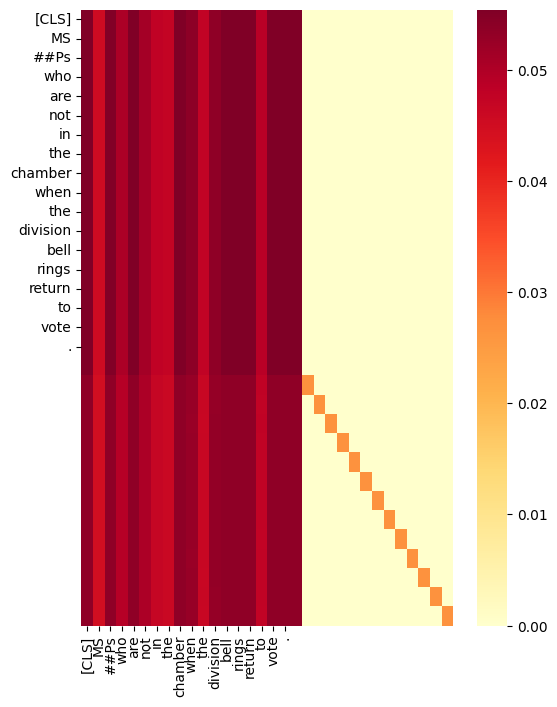 [CLS]
MS
##Ps
who
are
not
in
the
chamber
when
the
division
bell
rings
return
to
vote
.
[CLS]
MS
##Ps
who
are
not
in
the
chamber
when
the
division
bell
rings
return
to
vote
.
0.05
0.04
0.03
0.02
0.01
0.00